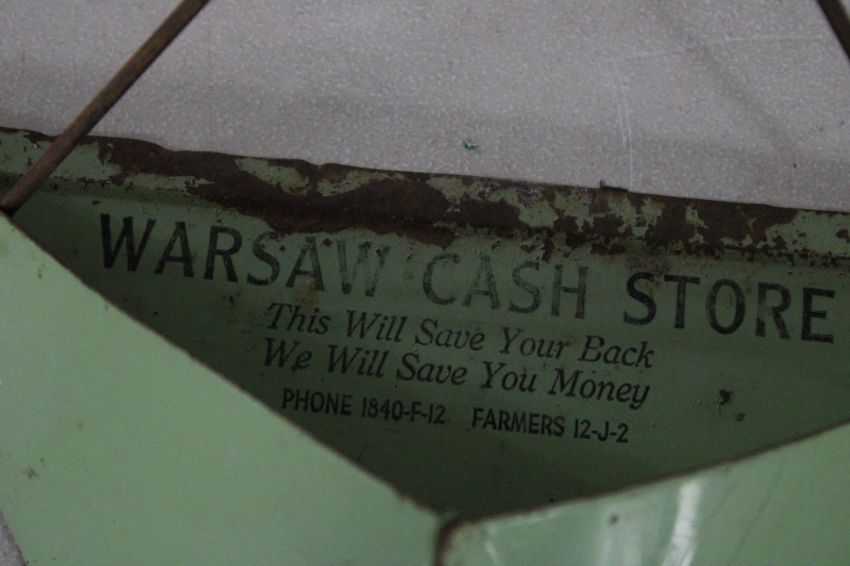 WARSAW CASH STORE
This Will Save Your Back
We Will Save You Money
PHONE 1840-F-12 FARMERS 12-J-2